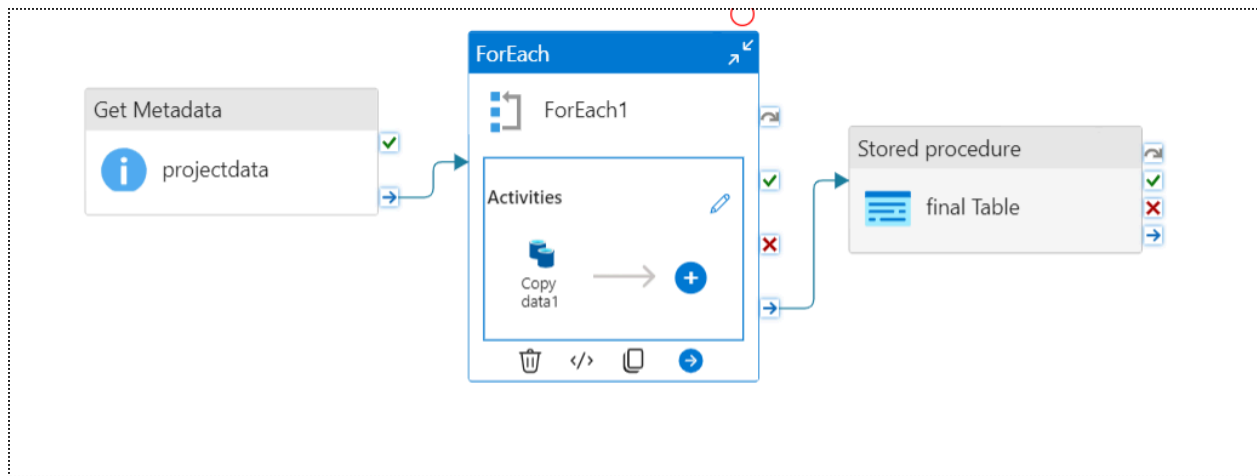 Get Metadata
projectdata
ForEach
ForEach1
Activities
Copy
data1
Stored procedure
final Table